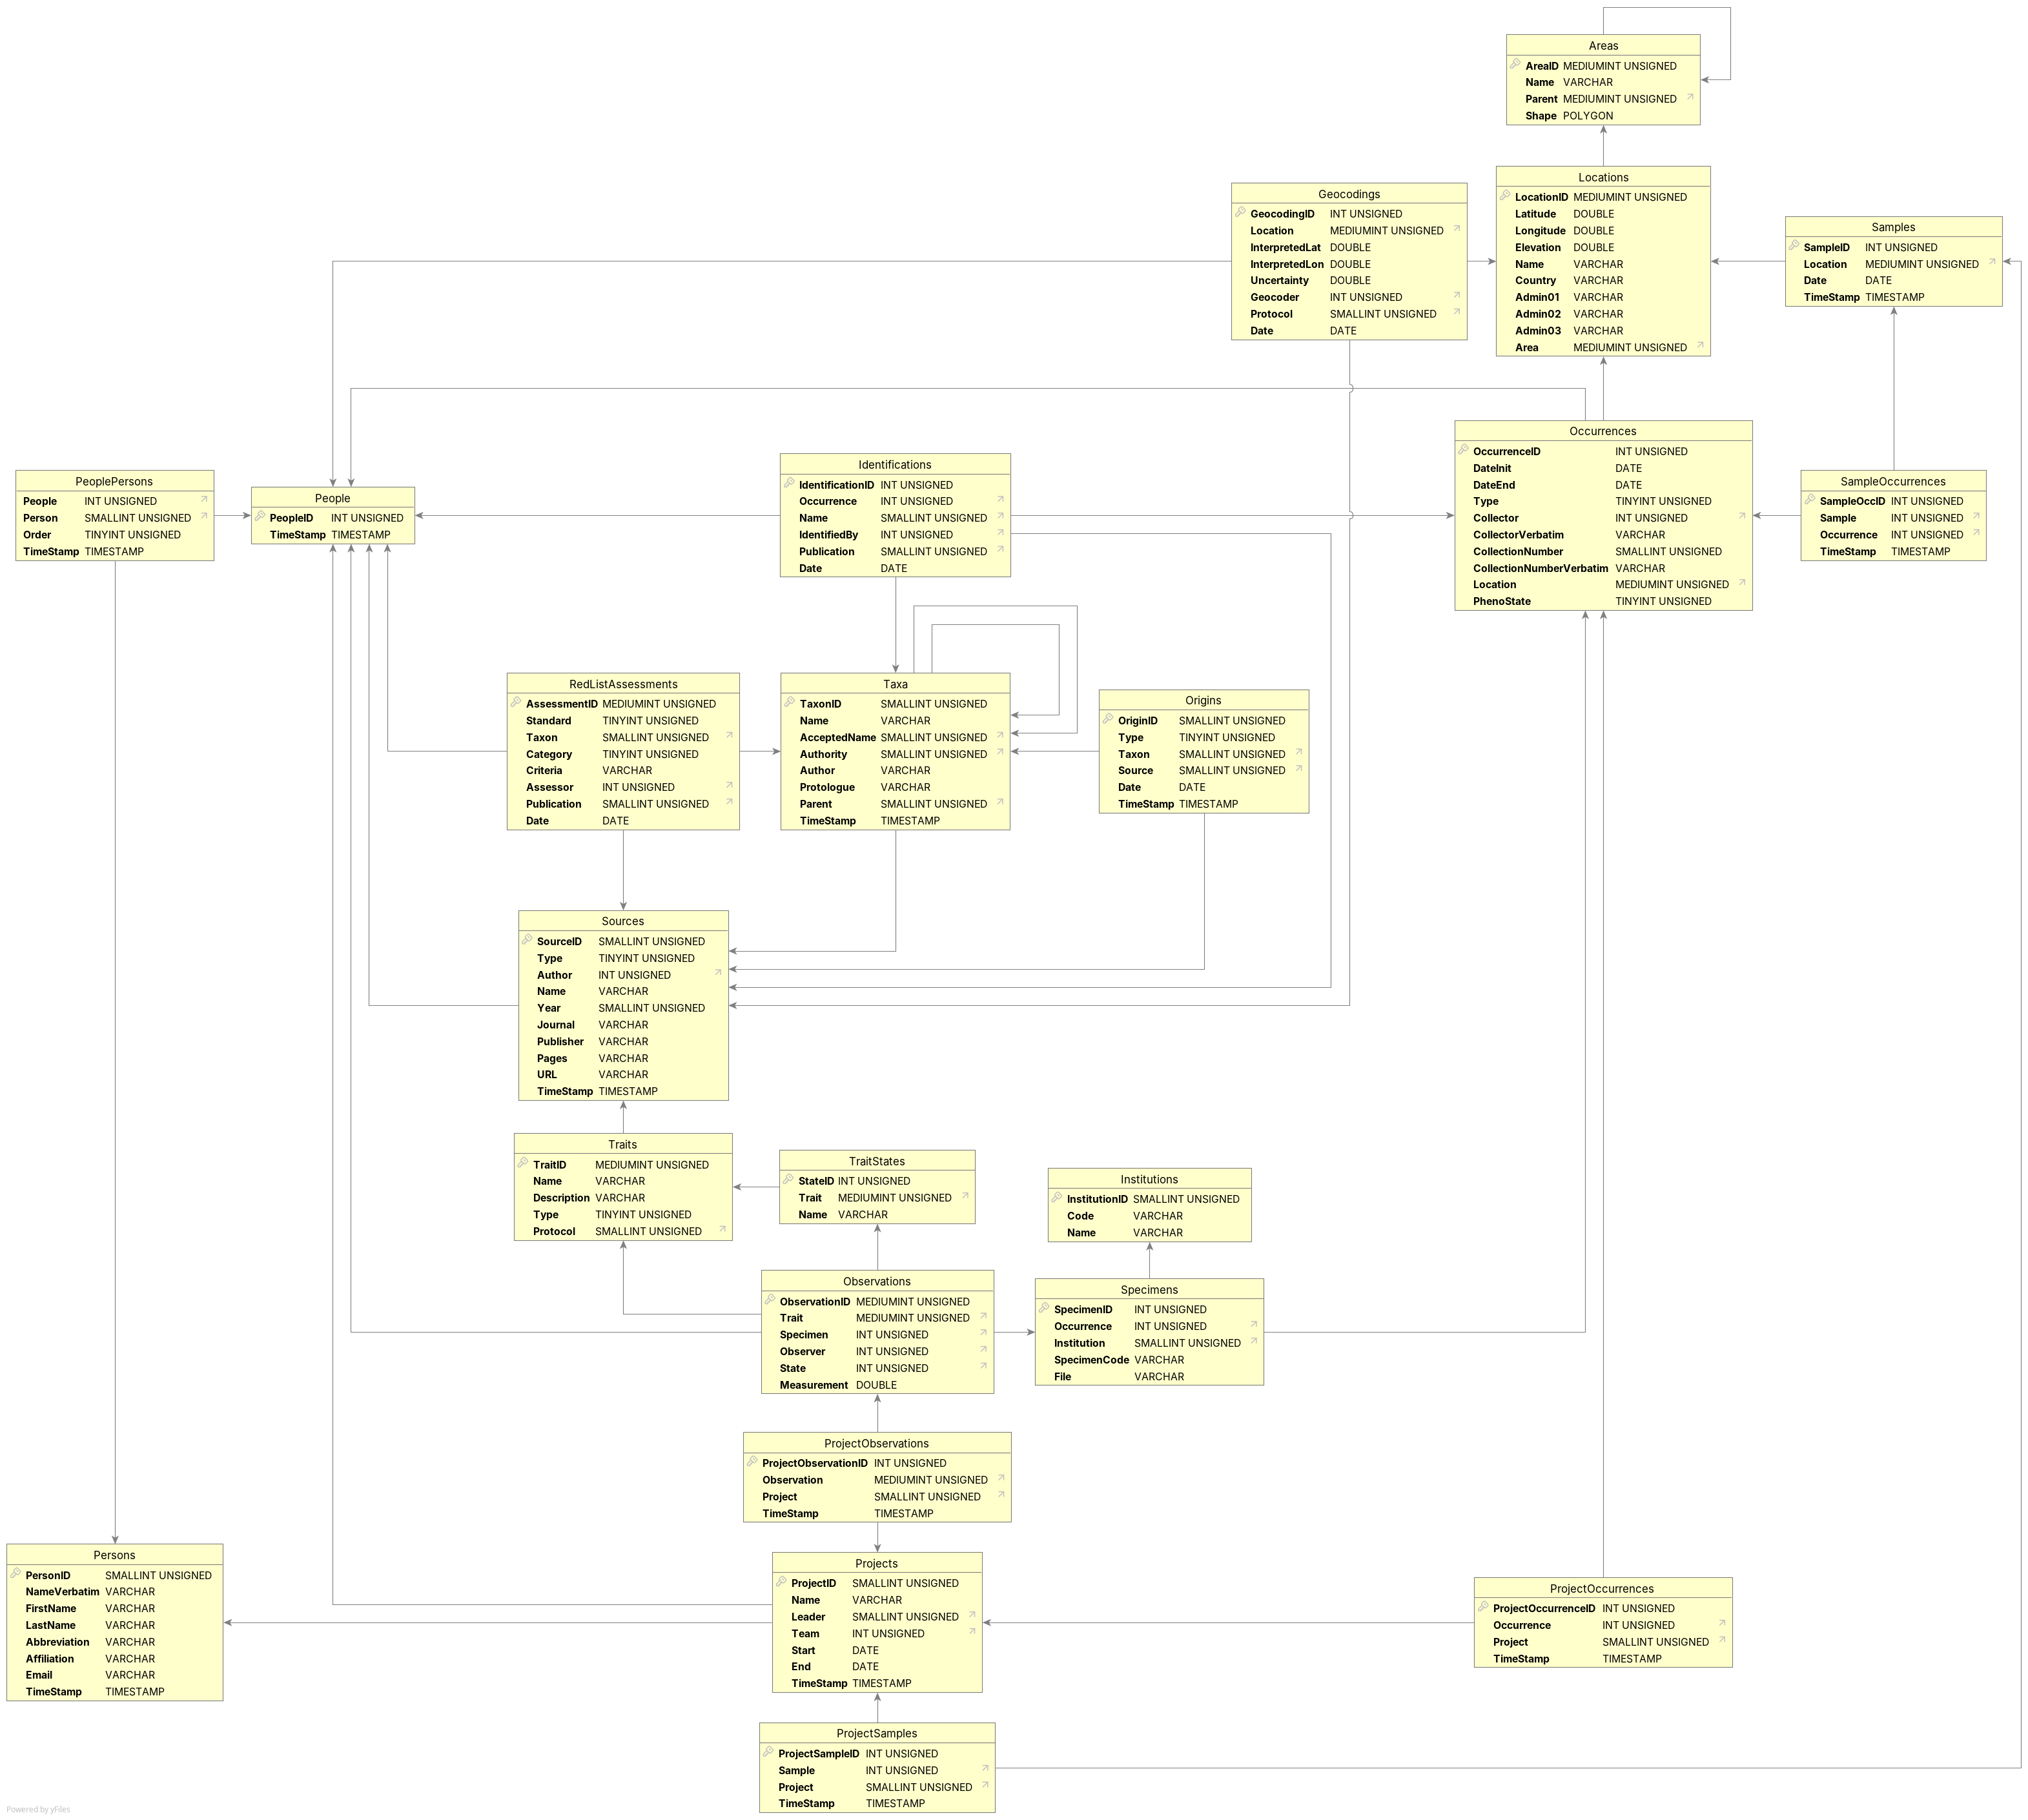 Areas
AreaID MEDIUMINT UNSIGNED
Name VARCHAR
Parent MEDIUMINT UNSIGNED
Shape POLYGON
Locations
LocationID MEDIUMINT UNSIGNED
Latitude DOUBLE
Longitude DOUBLE
Elevation DOUBLE
Name VARCHAR
Country VARCHAR
Admin01 VARCHAR
Admin02 VARCHAR
Admin03 VARCHAR
Area MEDIUMINT UNSIGNED
Geocodings
GeocodingID INT UNSIGNED
Location MEDIUMINT UNSIGNED
InterpretedLat DOUBLE
InterpretedLon DOUBLE
Uncertainty DOUBLE
Geocoder INT UNSIGNED
Protocol SMALLINT UNSIGNED
Date DATE
Samples
SampleID INT UNSIGNED
Location MEDIUMINT UNSIGNED
Date DATE
TimeStamp TIMESTAMP
Occurrences
OccurrenceID INT UNSIGNED
DateInit DATE
DateEnd DATE
Type TINYINT UNSIGNED
Collector INT UNSIGNED
CollectorVerbatim VARCHAR
CollectionNumber SMALLINT UNSIGNED
CollectionNumberVerbatim VARCHAR
Location MEDIUMINT UNSIGNED
PhenoState TINYINT UNSIGNED
Identifications
IdentificationID INT UNSIGNED
Occurrence INT UNSIGNED
Name SMALLINT UNSIGNED
IdentifiedBy INT UNSIGNED
Publication SMALLINT UNSIGNED
Date DATE
PeoplePersons
People INT UNSIGNED
Person SMALLINT UNSIGNED
Order TINYINT UNSIGNED
TimeStamp TIMESTAMP
People
PeopleID INT UNSIGNED
TimeStamp TIMESTAMP
SampleOccurrences
SampleOccID INT UNSIGNED
Sample INT UNSIGNED
Occurrence INT UNSIGNED
TimeStamp TIMESTAMP
RedListAssessments
AssessmentID MEDIUMINT UNSIGNED
Standard TINYINT UNSIGNED
Taxon SMALLINT UNSIGNED
Category TINYINT UNSIGNED
Criteria VARCHAR
Assessor INT UNSIGNED
Publication SMALLINT UNSIGNED
Date DATE
Taxa
TaxonID SMALLINT UNSIGNED
Name VARCHAR
AcceptedName SMALLINT UNSIGNED
Authority SMALLINT UNSIGNED
Author VARCHAR
Protologue VARCHAR
Parent SMALLINT UNSIGNED
TimeStamp TIMESTAMP
Origins
OriginID SMALLINT UNSIGNED
Type TINYINT UNSIGNED
Taxon SMALLINT UNSIGNED
Source SMALLINT UNSIGNED
Date DATE
TimeStamp TIMESTAMP
Sources
SourceID SMALLINT UNSIGNED
Type TINYINT UNSIGNED
Author INT UNSIGNED
Name VARCHAR
Year SMALLINT UNSIGNED
Journal VARCHAR
Publisher VARCHAR
Pages VARCHAR
URL VARCHAR
TimeStamp TIMESTAMP
Traits
TraitID MEDIUMINT UNSIGNED
Name VARCHAR
Description VARCHAR
Type TINYINT UNSIGNED
Protocol SMALLINT UNSIGNED
TraitStates
StateID INT UNSIGNED
Trait MEDIUMINT UNSIGNED
Name VARCHAR
Institutions
InstitutionID SMALLINT UNSIGNED
Code VARCHAR
Name VARCHAR
Observations
ObservationID MEDIUMINT UNSIGNED
Trait MEDIUMINT UNSIGNED
Specimen INT UNSIGNED
Observer INT UNSIGNED
State INT UNSIGNED
Measurement DOUBLE
Specimens
SpecimenID INT UNSIGNED
Occurrence INT UNSIGNED
Institution SMALLINT UNSIGNED
SpecimenCode VARCHAR
File VARCHAR
ProjectObservations
ProjectObservationID INT UNSIGNED
Observation MEDIUMINT UNSIGNED
Project SMALLINT UNSIGNED
TimeStamp TIMESTAMP
Persons
PersonID SMALLINT UNSIGNED
NameVerbatim VARCHAR
FirstName VARCHAR
LastName VARCHAR
Abbreviation VARCHAR
Affiliation VARCHAR
Email VARCHAR
TimeStamp TIMESTAMP
Projects
ProjectID SMALLINT UNSIGNED
Name VARCHAR
Leader SMALLINT UNSIGNED
Team INT UNSIGNED
Start DATE
End DATE
TimeStamp TIMESTAMP
ProjectOccurrences
ProjectOccurrenceID INT UNSIGNED
Occurrence INT UNSIGNED
Project SMALLINT UNSIGNED
TimeStamp TIMESTAMP
ProjectSamples
ProjectSampleID INT UNSIGNED
Sample INT UNSIGNED
Project SMALLINT UNSIGNED
TimeStamp TIMESTAMP
Powered by yFiles